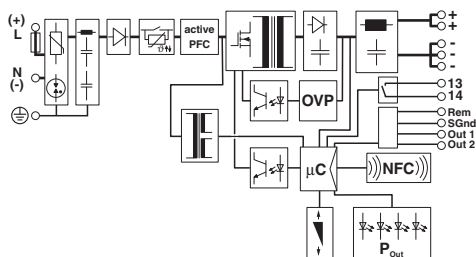 (+)
L
N
(-)
ϑ
active
PFC
OVP
+
+
-
-
-
13
14
Rem
SGnd
Out 1
Out 2
µC
NFC
P Out